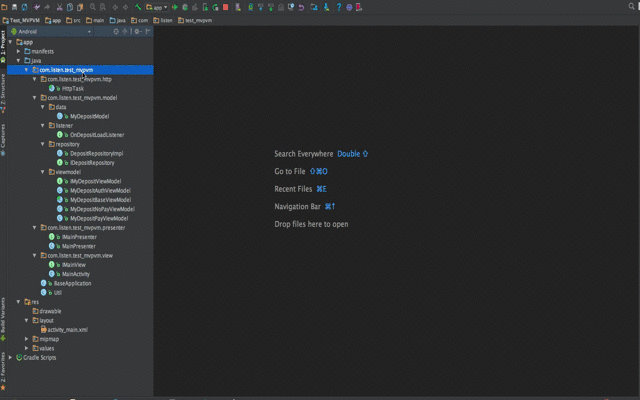 app
Test_MVPVM app src main java com listen test_mvpvm
Android
1: Project
Z: Structure
Captures
Build Variants
2: Favorites
app
manifests
java
com.listen.test_mvpvm
com.listen.test_mvpvm.http
HttpTask
com.listen.test_mvpvm.model
data
MyDepositModel
listener
OnDepositLoadListener
repository
DepositRepositoryImpl
IDepositRepository
viewmodel
IMyDepositViewModel
MyDepositAuthViewModel
MyDepositBaseViewModel
MyDepositNoPayViewModel
MyDepositPayViewModel
com.listen.test_mvpvm.presenter
IMainPresenter
MainPresenter
com.listen.test_mvpvm.view
IMainView
MainActivity
BaseApplication
Util
res
drawable
layout
activity_main.xml
mipmap
values
Gradle Scripts
Search Everywhere Double ⇧
Go to File ⇧⌘O
Recent Files ⌘E
Navigation Bar ⌘↑
Drop files here to open